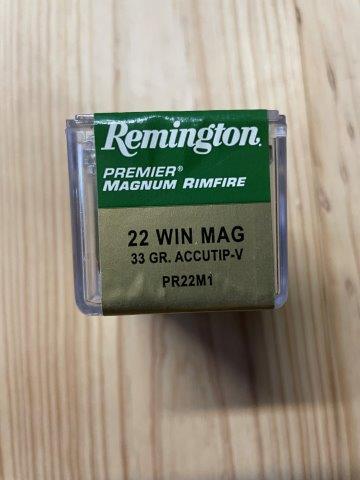 Remington.
PREMIER®
MAGNUM RIMFIRE
22 WIN MAG
33 GR. ACCUTIP-V
PR22M1